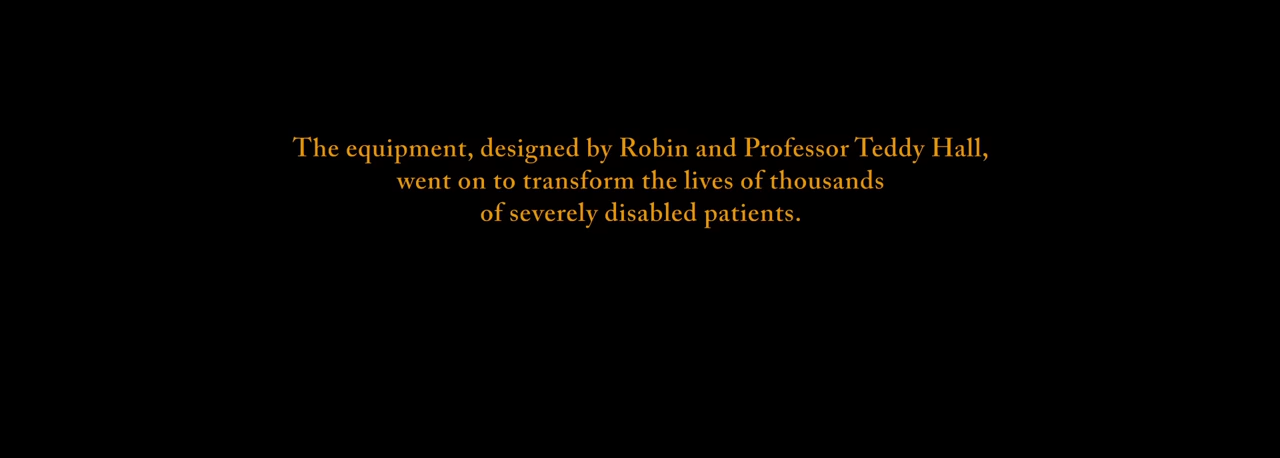 The equipment, designed by Robin and Professor Teddy Hall,
went on to transform the lives of thousands
of severely disabled patients.